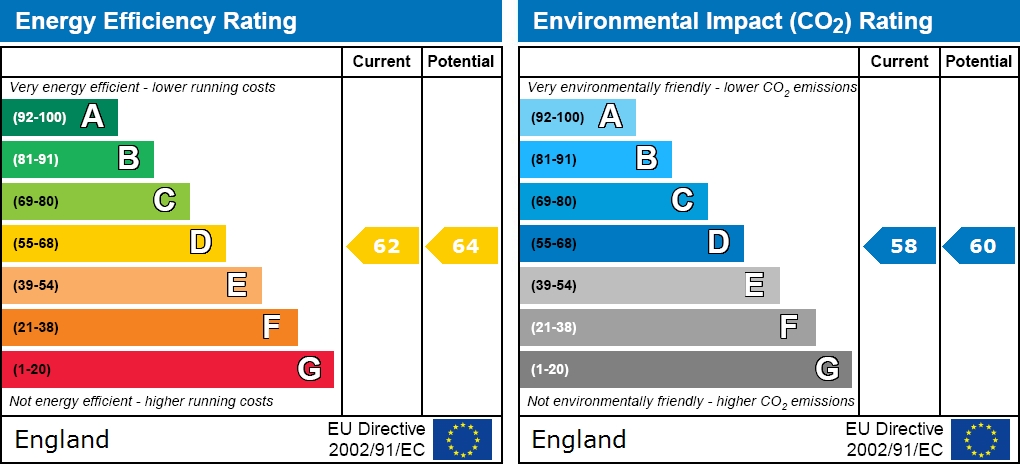 Energy Efficiency Rating
Current Potential
Very energy efficient - lower running costs
(92-100) A
(81-91) B
(69-80) C
(55-68) D
62 64
(39-54) E
(21-38) F
(1-20) G
Not energy efficient - higher running costs
England
EU Directive
2002/91/EC
Environmental Impact (CO2) Rating
Current Potential
Very environmentally friendly - lower CO2 emissions
(92-100) A
(81-91) B
(69-80) C
(55-68) D
58 60
(39-54) E
(21-38) F
(1-20) G
Not environmentally friendly - higher CO2 emissions
England
EU Directive
2002/91/EC